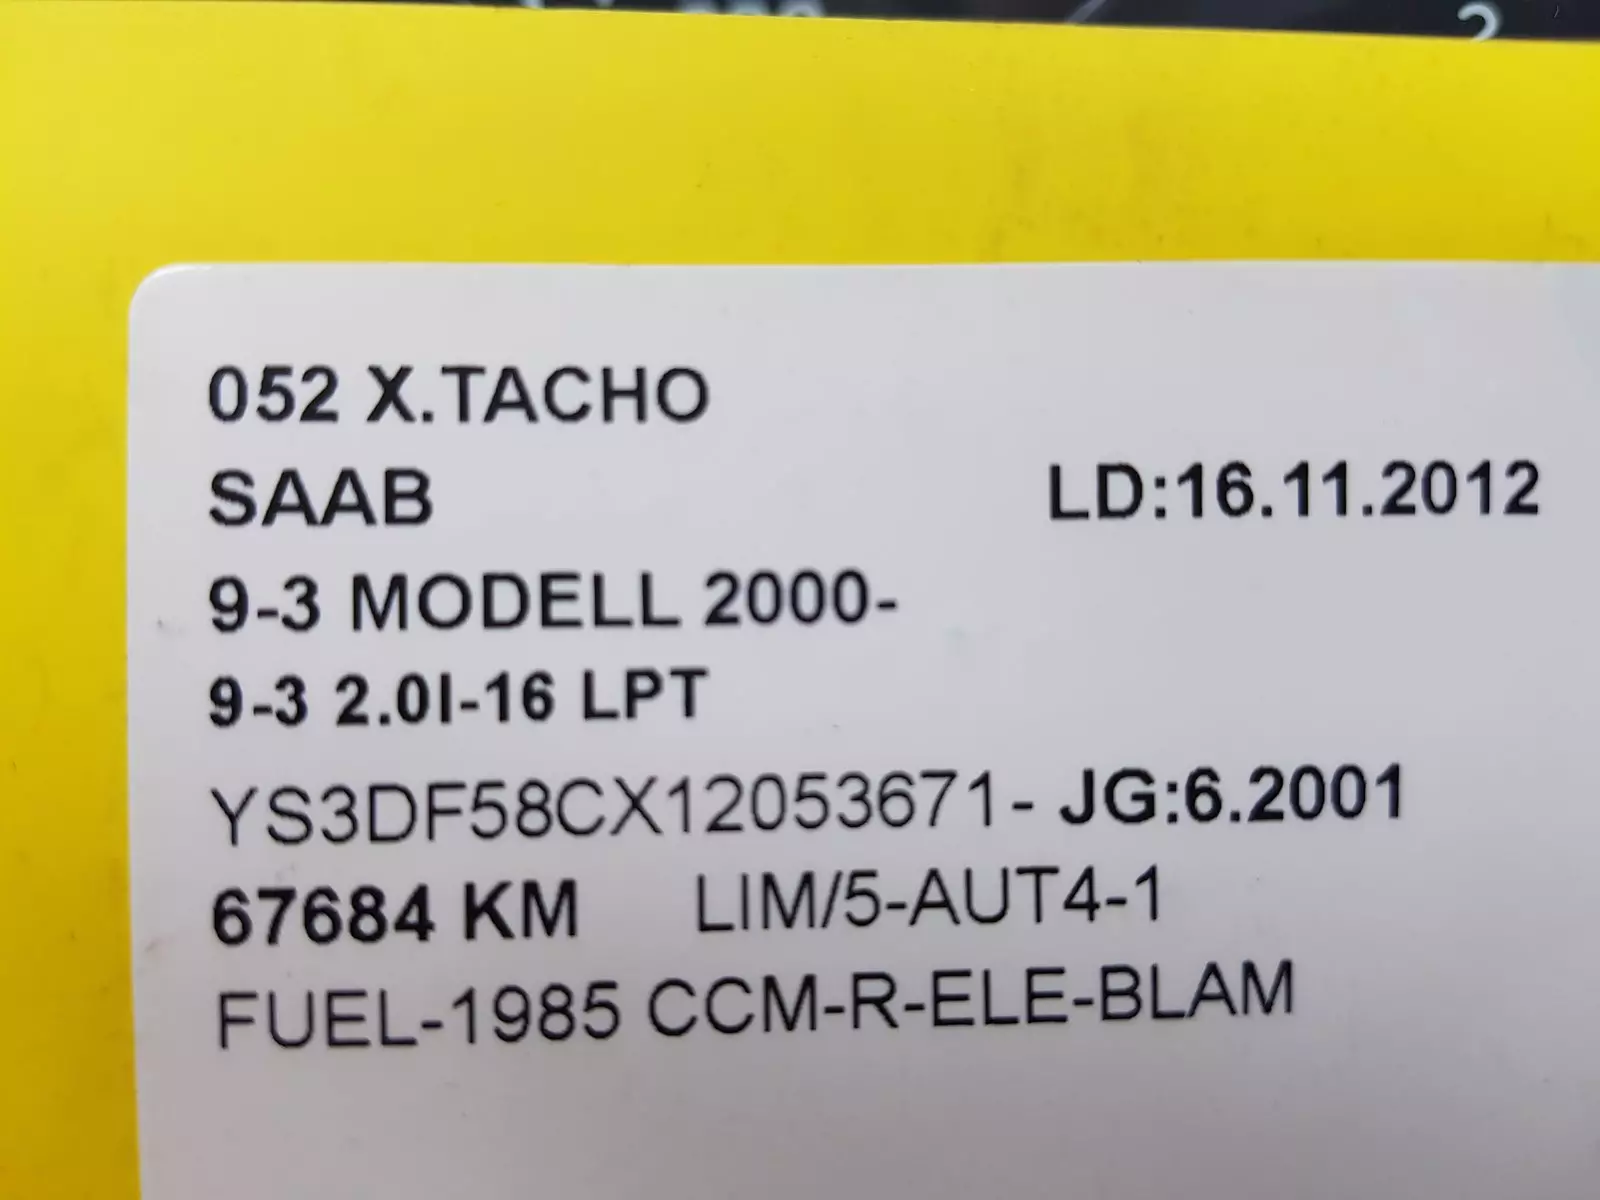 052 X.TACHO
SAAB
LD:16.11.2012
9-3 MODELL 2000-
9-3 2.0I-16 LPT
YS3DF58CX12053671- JG:6.2001
67684 KM LIM/5-AUT4-1
FUEL-1985 CCM-R-ELE-BLAM
2